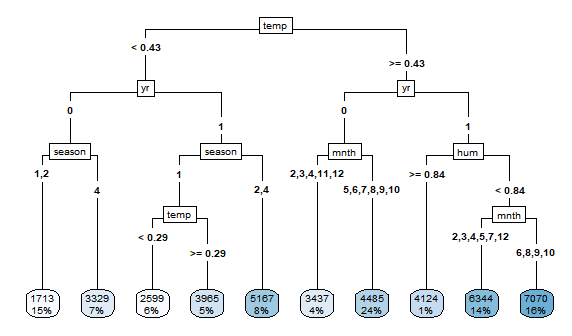 temp
< 0.43
>= 0.43
yr
yr
0
1
0
1
season
season
mnth
hum
1,2
4
1
2,4
2,3,4,11,12
5,6,7,8,9,10
>= 0.84
< 0.84
temp
mnth
< 0.29
>= 0.29
2,3,4,5,7,12
6,8,9,10
1713 3329 2599 3965 5167 3437 4485 4124 6344 7070
15% 7% 6% 5% 8% 4% 24% 1% 14% 16%